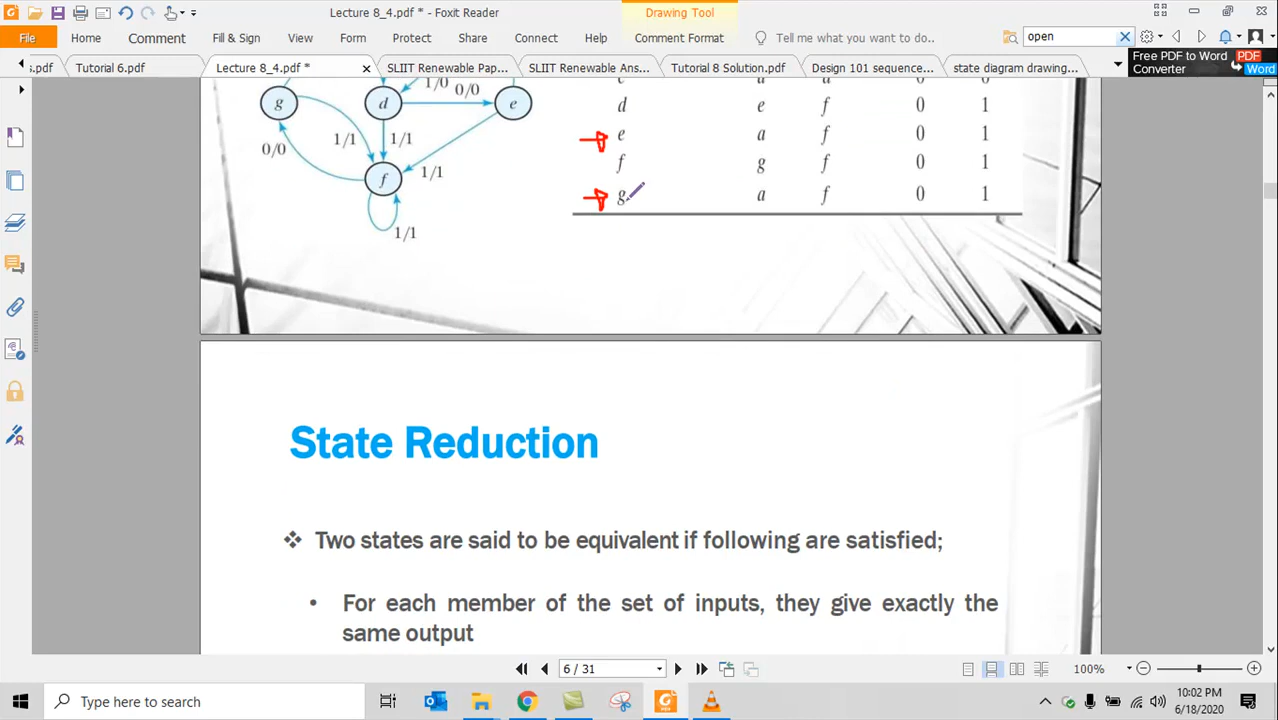 Lecture 8_4.pdf * - Foxit Reader
Drawing Tool
File Home Comment Fill & Sign View Form Protect Share Connect Help Comment Format Tell me what you want to do.. open
s.pdf Tutorial 6.pdf Lecture 8_4.pdf * SLIIT Renewable Pap... SLIIT Renewable Ans... Tutorial 8 Solution.pdf Design 101 sequence... state diagram drawing... Free PDF to Word Converter PDF Word
1/0 0/0
g d e
1/1 1/1
0/0 1/1
f
1/1
d e f 0 1
e a f 0 1
f g f 0 1
g a f 0 1
State Reduction
❖ Two states are said to be equivalent if following are satisfied;
• For each member of the set of inputs, they give exactly the
same output
6 / 31 100%
Type here to search
10:02 PM
6/18/2020